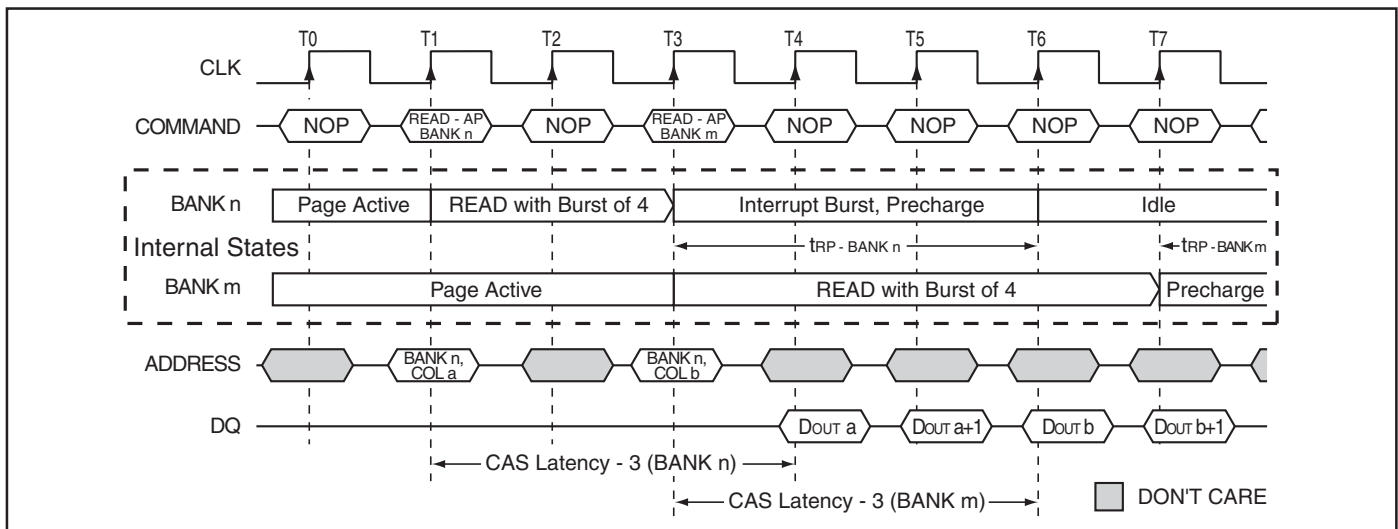 T0 T1 T2 T3 T4 T5 T6 T7
CLK
COMMAND NOP READ - AP BANK n NOP READ - AP BANK m NOP NOP NOP NOP
BANK n Page Active READ with Burst of 4 Interrupt Burst, Precharge Idle
Internal States tRP - BANK n tRP - BANK m
BANK m Page Active READ with Burst of 4 Precharge
ADDRESS BANK n, COL a BANK n, COL b
DQ DOUT a DOUT a+1 DOUT b DOUT b+1
CAS Latency - 3 (BANK n)
CAS Latency - 3 (BANK m) DON'T CARE